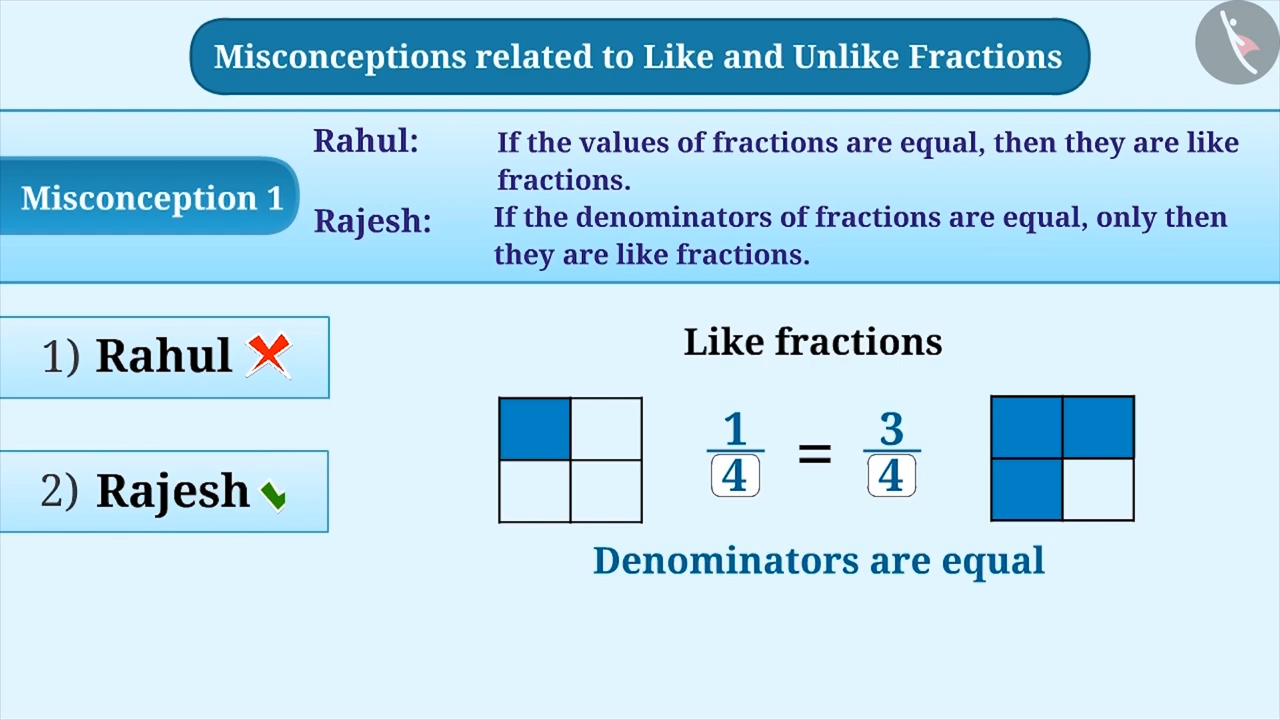 Misconceptions related to Like and Unlike Fractions
Rahul: If the values of fractions are equal, then they are like
fractions.
Misconception 1
Rajesh: If the denominators of fractions are equal, only then
they are like fractions.
1) Rahul
Like fractions
1/4 = 3/4
2) Rajesh
Denominators are equal